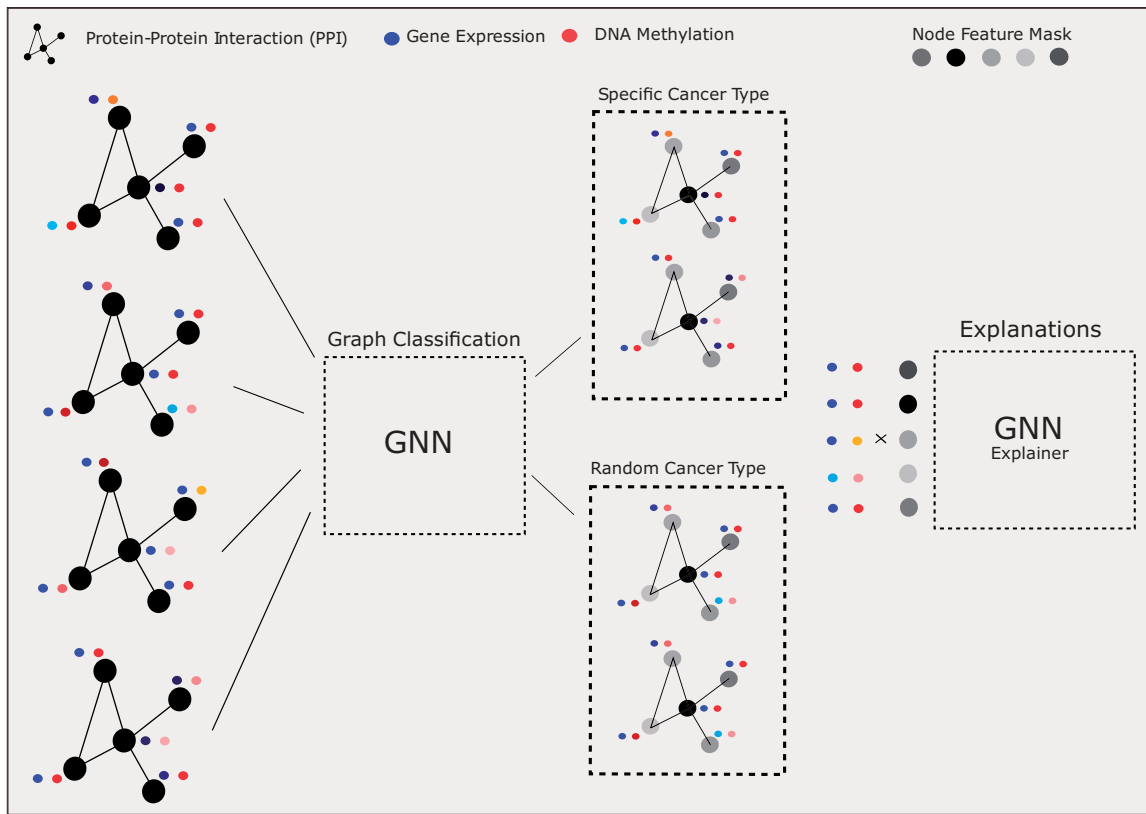 Protein-Protein Interaction (PPI)
Gene Expression
DNA Methylation
Node Feature Mask
Specific Cancer Type
Graph Classification
GNN
Random Cancer Type
×
Explanations
GNN
Explainer